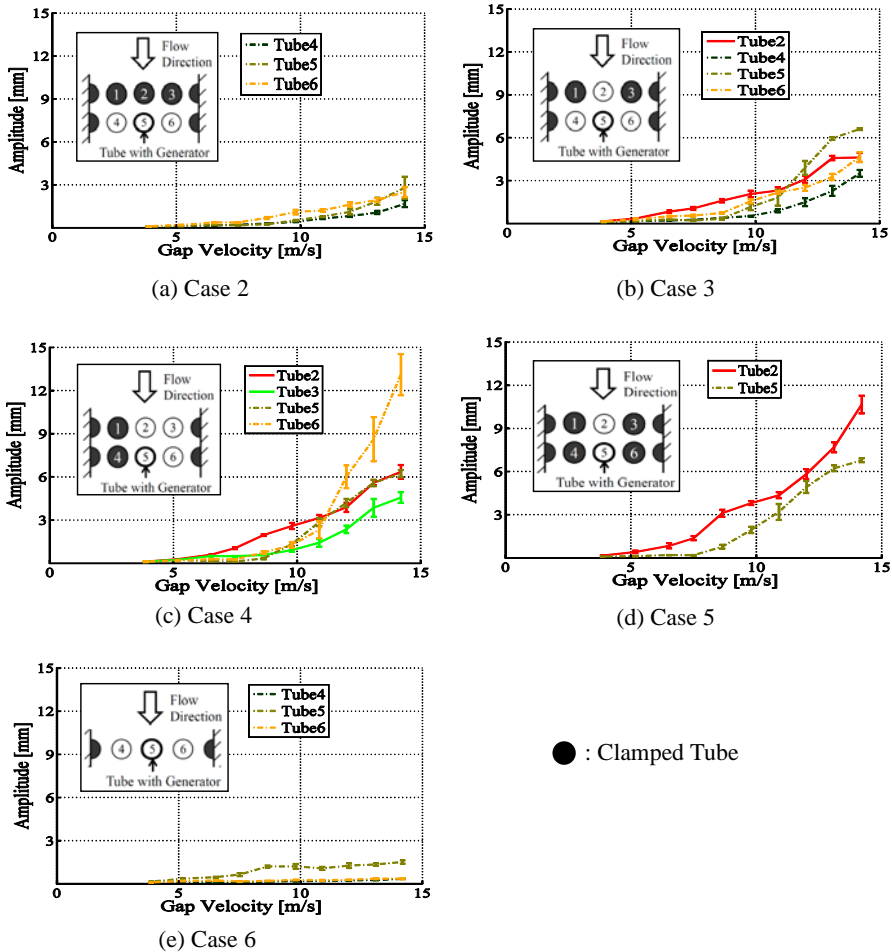 15
12
9
6
3
0
5
10
15
Amplitude [mm]
Gap Velocity [m/s]
Flow
Direction
1 2 3
4 5 6
Tube with Generator
Tube4
Tube5
Tube6
(a) Case 2
15
12
9
6
3
0
5
10
15
Amplitude [mm]
Gap Velocity [m/s]
Flow
Direction
1 2 3
4 5 6
Tube with Generator
Tube2
Tube4
Tube5
Tube6
(b) Case 3
15
12
9
6
3
0
5
10
15
Amplitude [mm]
Gap Velocity [m/s]
Flow
Direction
1 2 3
4 5 6
Tube with Generator
Tube2
Tube3
Tube5
Tube6
(c) Case 4
15
12
9
6
3
0
5
10
15
Amplitude [mm]
Gap Velocity [m/s]
Flow
Direction
1 2 3
4 5 6
Tube with Generator
Tube2
Tube5
(d) Case 5
15
12
9
6
3
0
5
10
15
Amplitude [mm]
Gap Velocity [m/s]
Flow
Direction
4 5 6
Tube with Generator
Tube4
Tube5
Tube6
(e) Case 6
: Clamped Tube